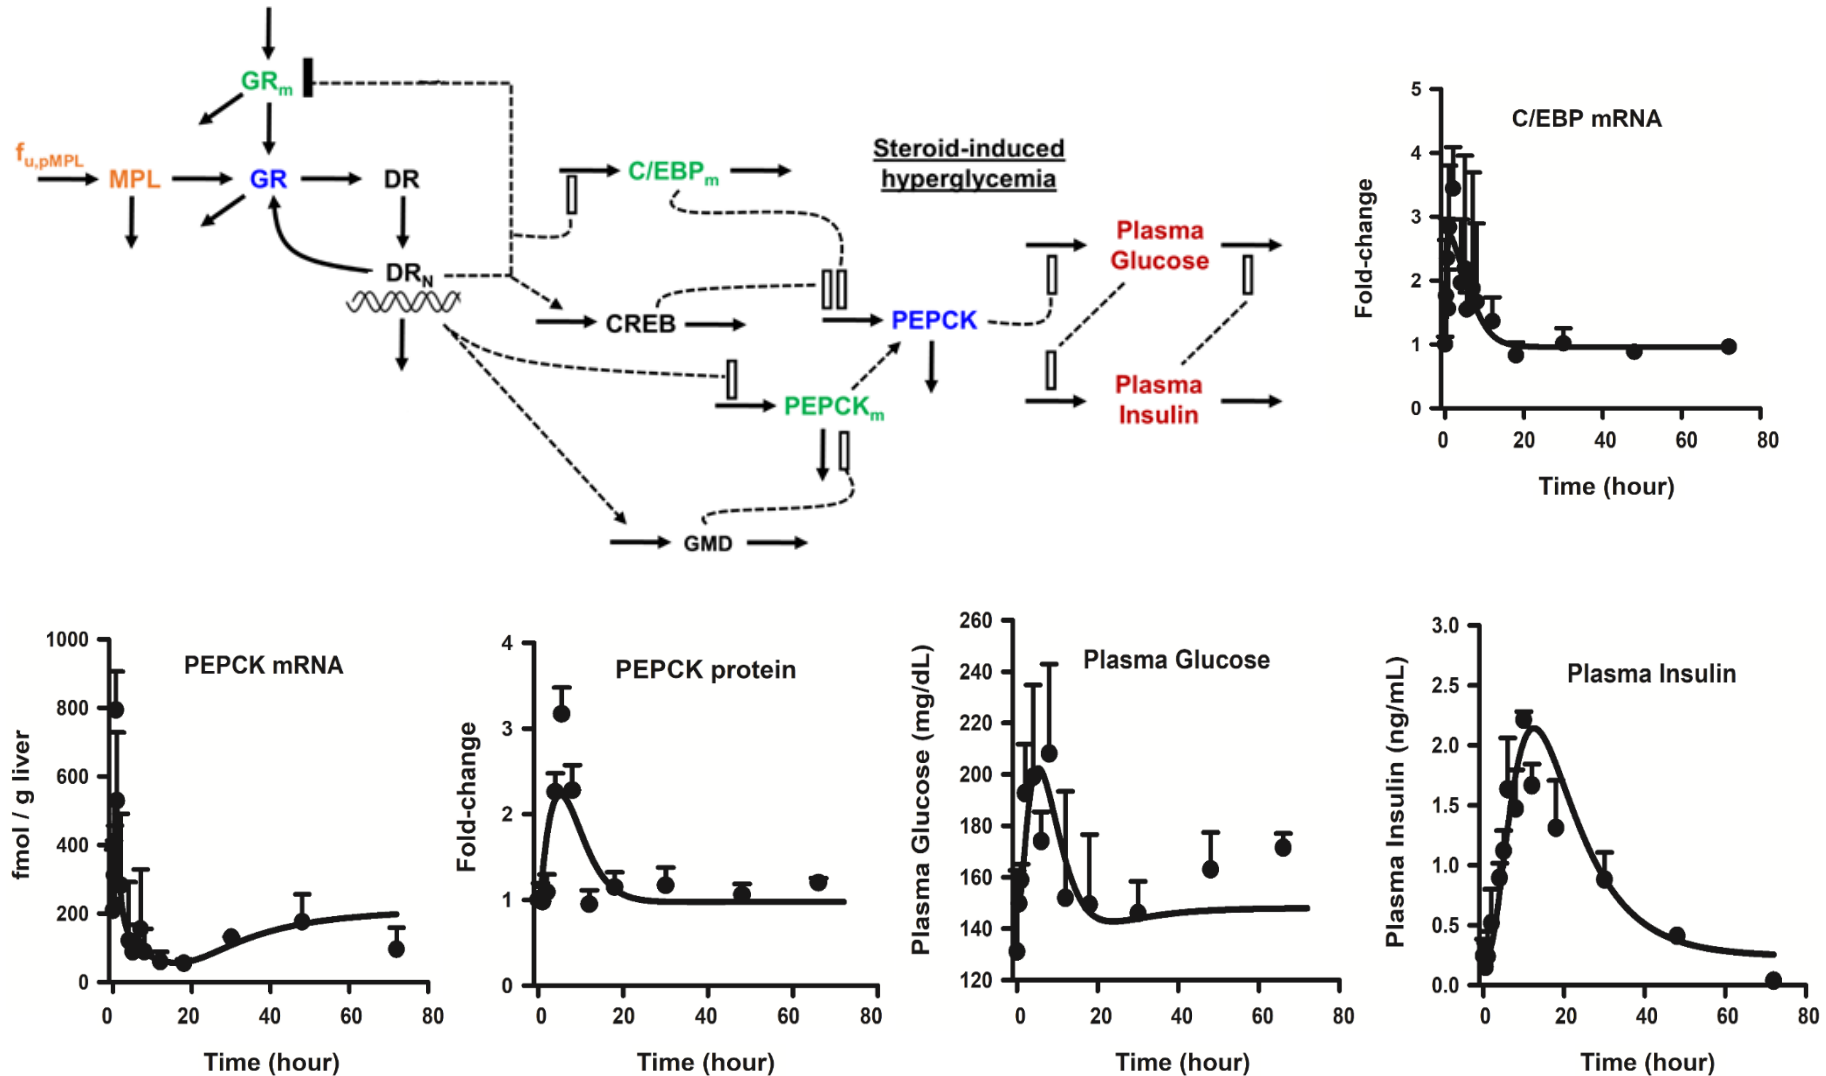 GRm
fu,pMPL
MPL
GR
DR
DRN
C/EBPm
CREB
PEPCK
PEPCKm
GMD
Steroid-induced
hyperglycemia
Plasma
Glucose
Plasma
Insulin
C/EBP mRNA
Fold-change
5
4
3
2
1
0
0 20 40 60 80
Time (hour)
PEPCK mRNA
fmol / g liver
1000
800
600
400
200
0
0 20 40 60 80
Time (hour)
PEPCK protein
Fold-change
4
3
2
1
0
0 20 40 60 80
Time (hour)
Plasma Glucose
Plasma Glucose (mg/dL)
260
240
220
200
180
160
140
120
0 20 40 60 80
Time (hour)
Plasma Insulin
Plasma Insulin (ng/mL)
3.0
2.5
2.0
1.5
1.0
0.5
0.0
0 20 40 60 80
Time (hour)